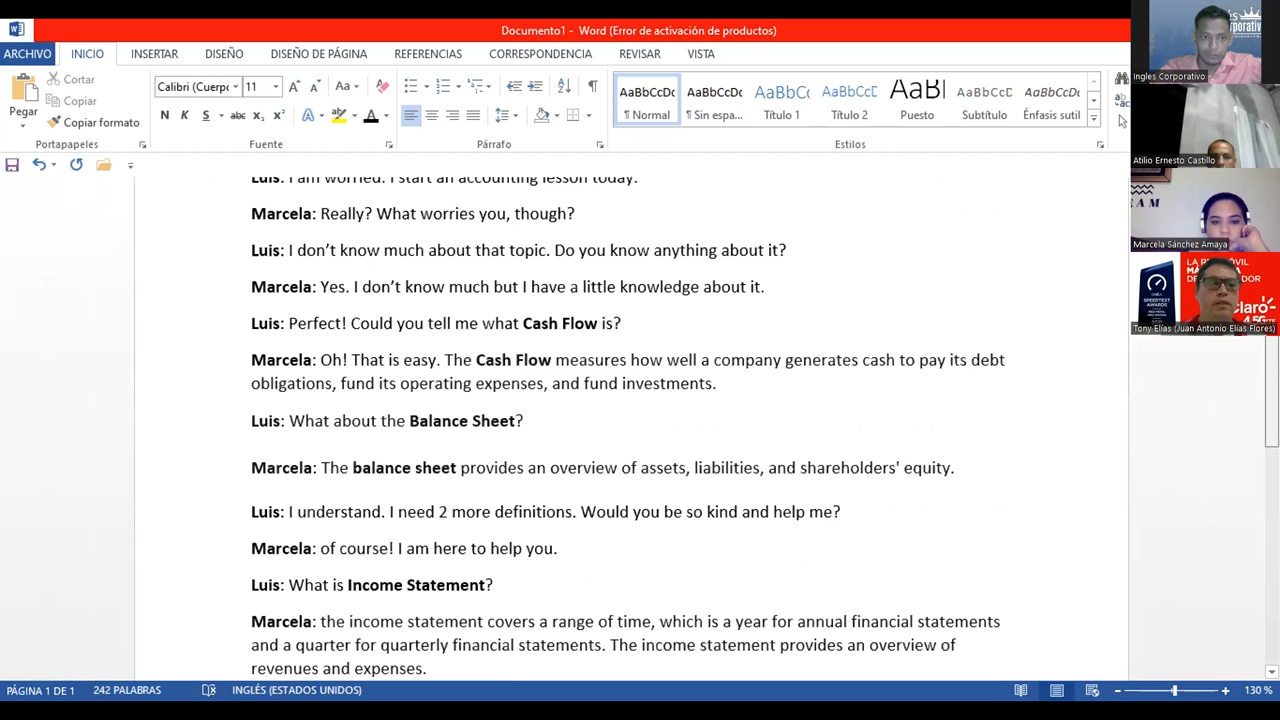 Documento1 - Word (Error de activación de productos)
ARCHIVO INICIO INSERTAR DISEÑO DISEÑO DE PÁGINA REFERENCIAS CORRESPONDENCIA REVISAR VISTA
Pegar
Cortar
Copiar
Copiar formato
Portapapeles
Calibri (Cuerpo 11
N K S abc x₂ x²
Fuente
Párrafo
AaBbCcDc AaBbCcDc AaBbCc AaBbCcD AaBl AaBbCcD AaBbCcDc
¶ Normal ¶ Sin espa... Título 1 Título 2 Puesto Subtítulo Énfasis sutil
Estilos
Luis: I am worried. I start an accounting lesson today.
Marcela: Really? What worries you, though?
Luis: I don’t know much about that topic. Do you know anything about it?
Marcela: Yes. I don’t know much but I have a little knowledge about it.
Luis: Perfect! Could you tell me what Cash Flow is?
Marcela: Oh! That is easy. The Cash Flow measures how well a company generates cash to pay its debt
obligations, fund its operating expenses, and fund investments.
Luis: What about the Balance Sheet?
Marcela: The balance sheet provides an overview of assets, liabilities, and shareholders' equity.
Luis: I understand. I need 2 more definitions. Would you be so kind and help me?
Marcela: of course! I am here to help you.
Luis: What is Income Statement?
Marcela: the income statement covers a range of time, which is a year for annual financial statements
and a quarter for quarterly financial statements. The income statement provides an overview of
revenues and expenses.
PÁGINA 1 DE 1 242 PALABRAS INGLÉS (ESTADOS UNIDOS) 130 %
Ingles Corporativo
Atilio Ernesto Castillo
EAM
Marcela Sánchez Amaya
LA RED MÓVIL
SPEEDTEST
AWARDS
Claro
4.5G
Tony Elías (Juan Antonio Elías Flores)